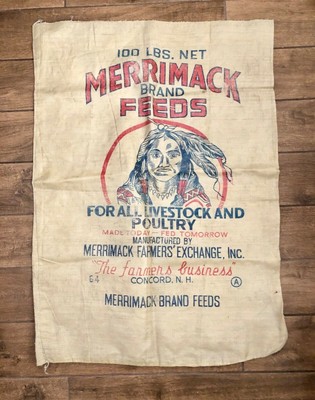 100 LBS. NET
MERRIMACK
BRAND
FEEDS
FOR ALL LIVESTOCK AND
POULTRY
MADE TODAY - FED TOMORROW
MANUFACTURED BY
MERRIMACK FARMERS' EXCHANGE, INC.
"The farmers business"
64 CONCORD, N. H. A
MERRIMACK BRAND FEEDS